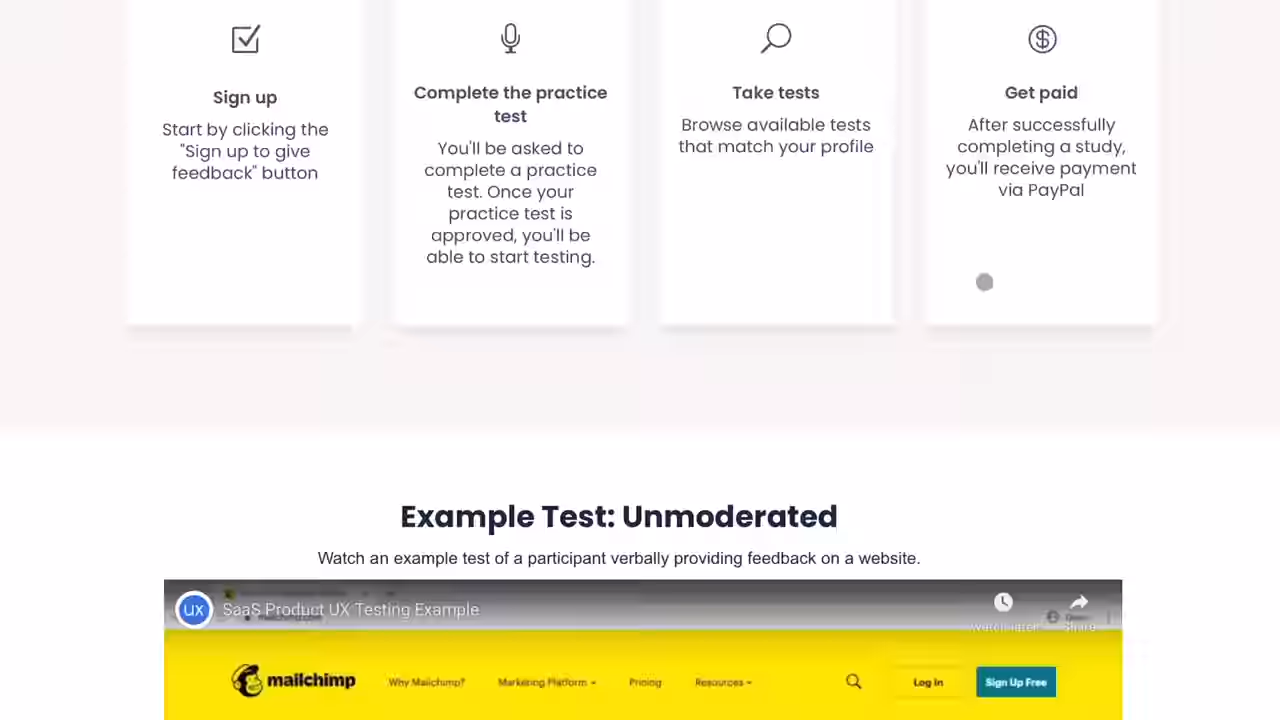 Sign up
Start by clicking the
"Sign up to give
feedback" button
Complete the practice
test
You'll be asked to
complete a practice
test. Once your
practice test is
approved, you'll be
able to start testing.
Take tests
Browse available tests
that match your profile
Get paid
After successfully
completing a study,
you'll receive payment
via PayPal
Example Test: Unmoderated
Watch an example test of a participant verbally providing feedback on a website.
UX SaaS Product UX Testing Example
Watch later Share
mailchimp Why Mailchimp? Marketing Platform Pricing Resources Log In Sign Up Free